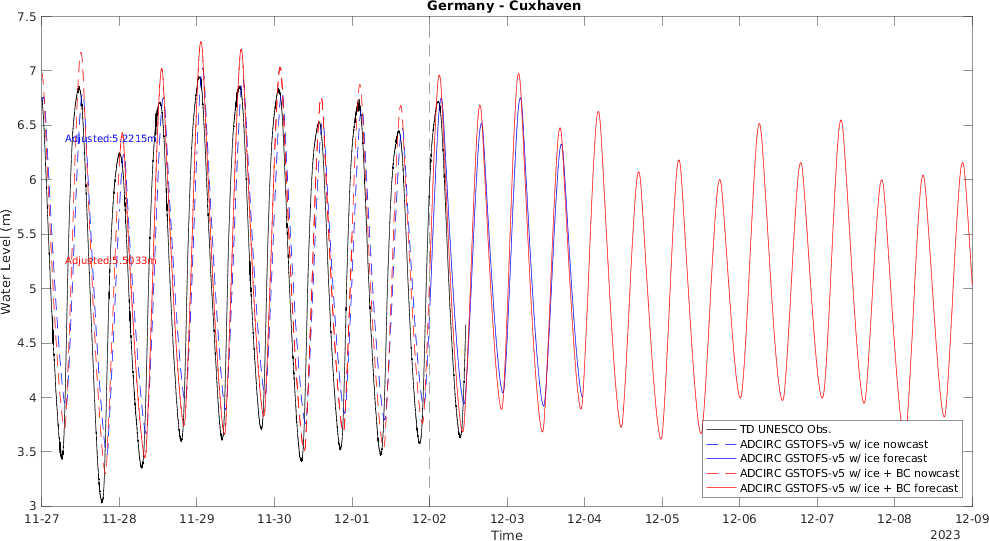 Germany - Cuxhaven
7.5
7
6.5
6
5.5
5
4.5
4
3.5
3
Water Level (m)
Adjusted:5.2215m
Adjusted:5.5033m
TD UNESCO Obs.
ADCIRC GSTOFS-v5 w/ ice nowcast
ADCIRC GSTOFS-v5 w/ ice forecast
ADCIRC GSTOFS-v5 w/ ice + BC nowcast
ADCIRC GSTOFS-v5 w/ ice + BC forecast
11-27 11-28 11-29 11-30 12-01 12-02 12-03 12-04 12-05 12-06 12-07 12-08 12-09
Time
2023